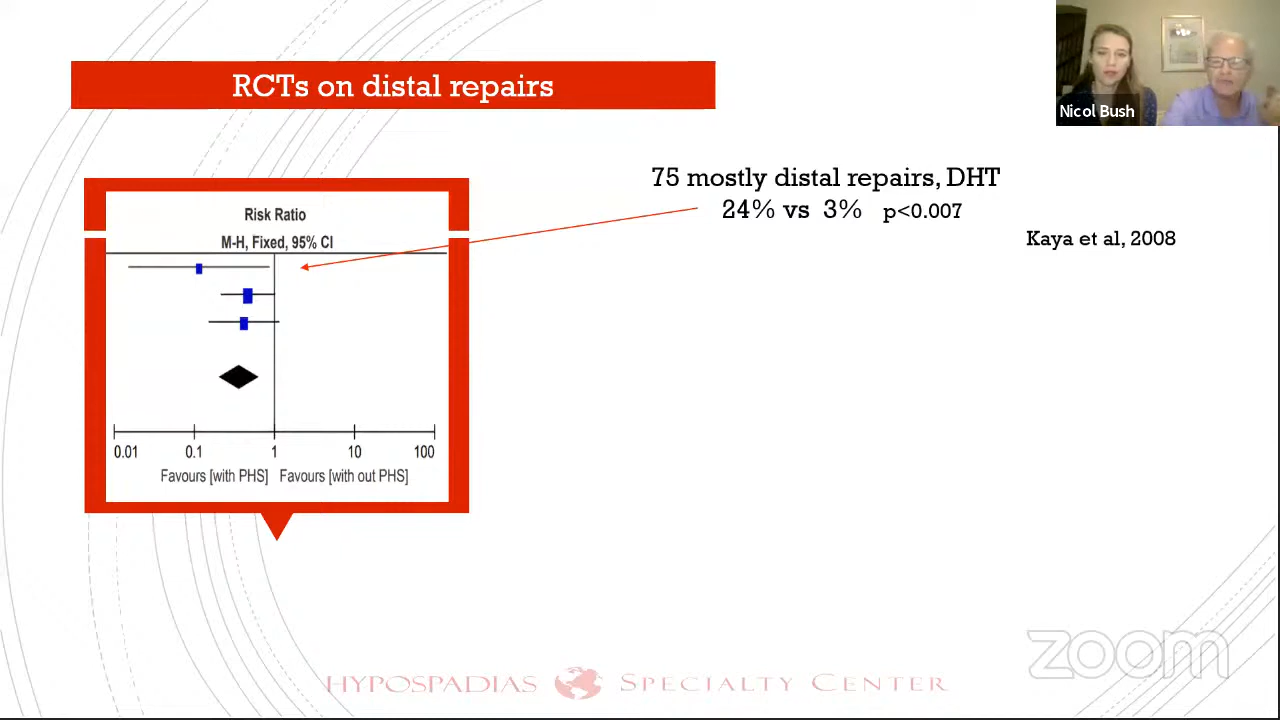 RCTs on distal repairs
Nicol Bush
75 mostly distal repairs, DHT
24% vs 3% p<0.007
Kaya et al, 2008
Risk Ratio
M-H, Fixed, 95% CI
0.01 0.1 1 10 100
Favours [with PHS] Favours [with out PHS]
HYPOSPADIAS SPECIALTY CENTER
zoom